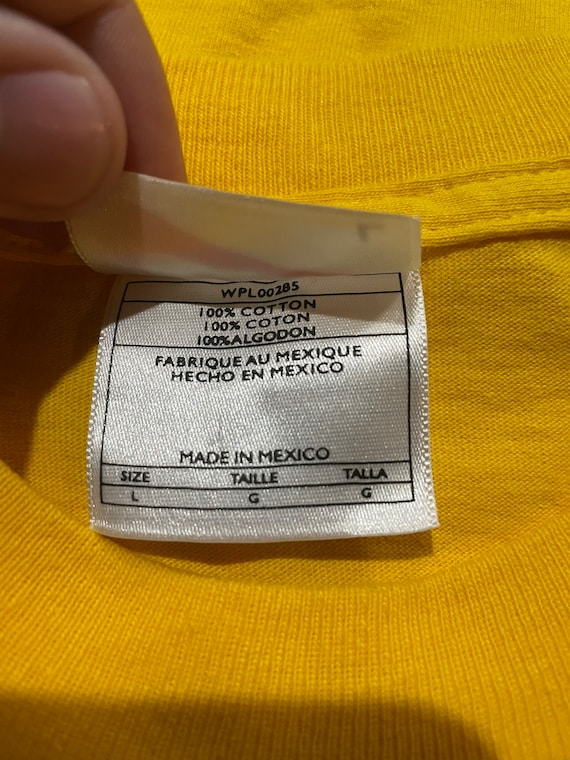 WPL00285
100% COTTON
100% COTON
100% ALGODON
FABRIQUE AU MEXIQUE
HECHO EN MEXICO
MADE IN MEXICO
SIZE TAILLE TALLA
L G G